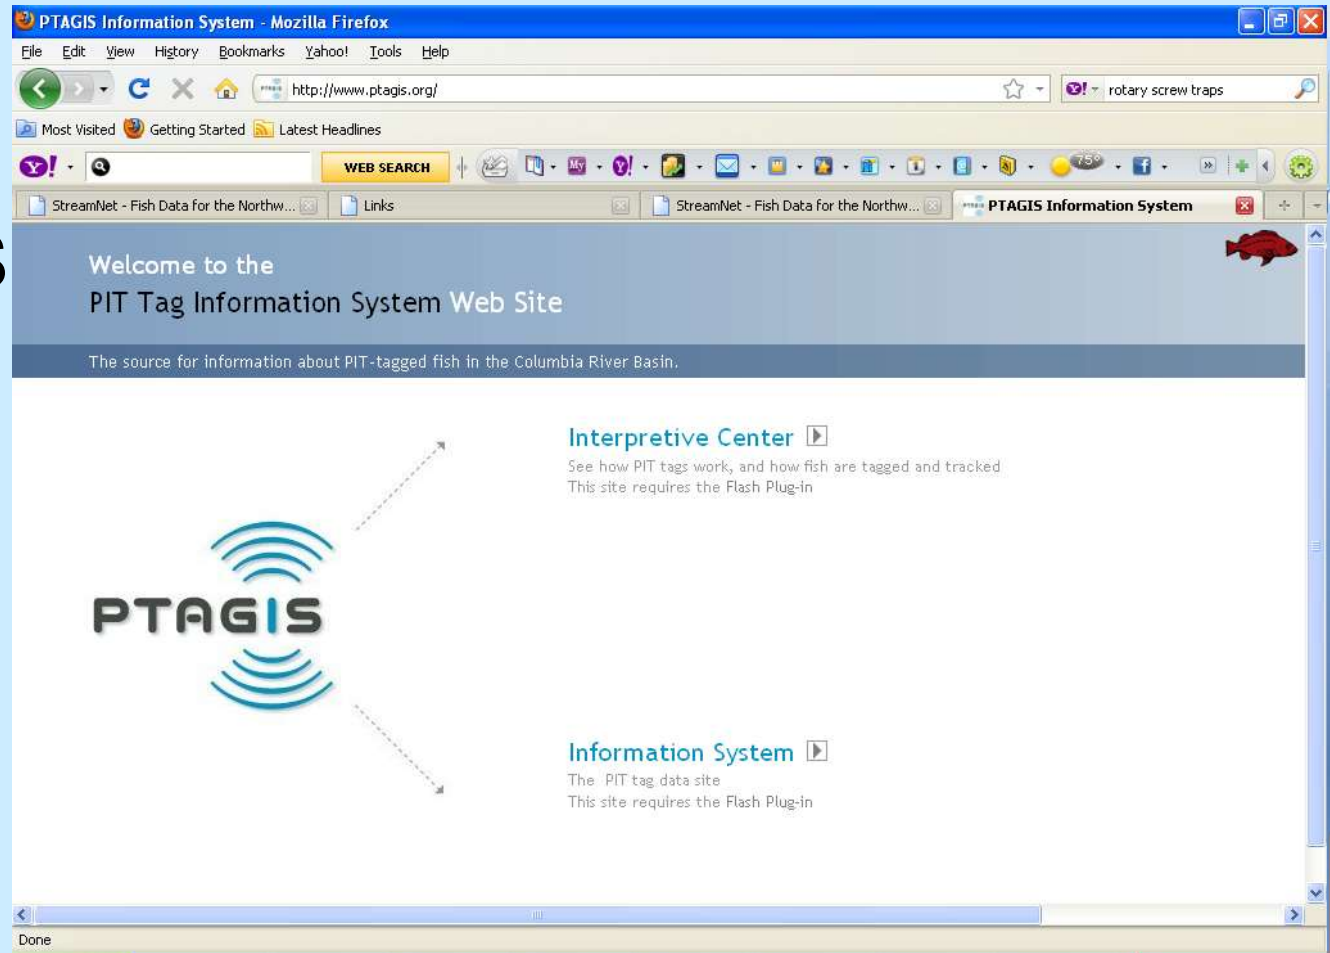 PTAGIS Information System - Mozilla Firefox
File Edit View History Bookmarks Yahoo! Tools Help
http://www.ptagis.org/ Y! rotary screw traps
Most Visited Getting Started Latest Headlines
Y! WEB SEARCH My Y! 75°
StreamNet - Fish Data for the Northw... Links StreamNet - Fish Data for the Northw... PTAGIS Information System
S
Welcome to the
PIT Tag Information System Web Site
The source for information about PIT-tagged fish in the Columbia River Basin.
Interpretive Center
See how PIT tags work, and how fish are tagged and tracked
This site requires the Flash Plug-in
PTAGIS
Information System
The PIT tag data site
This site requires the Flash Plug-in
Done